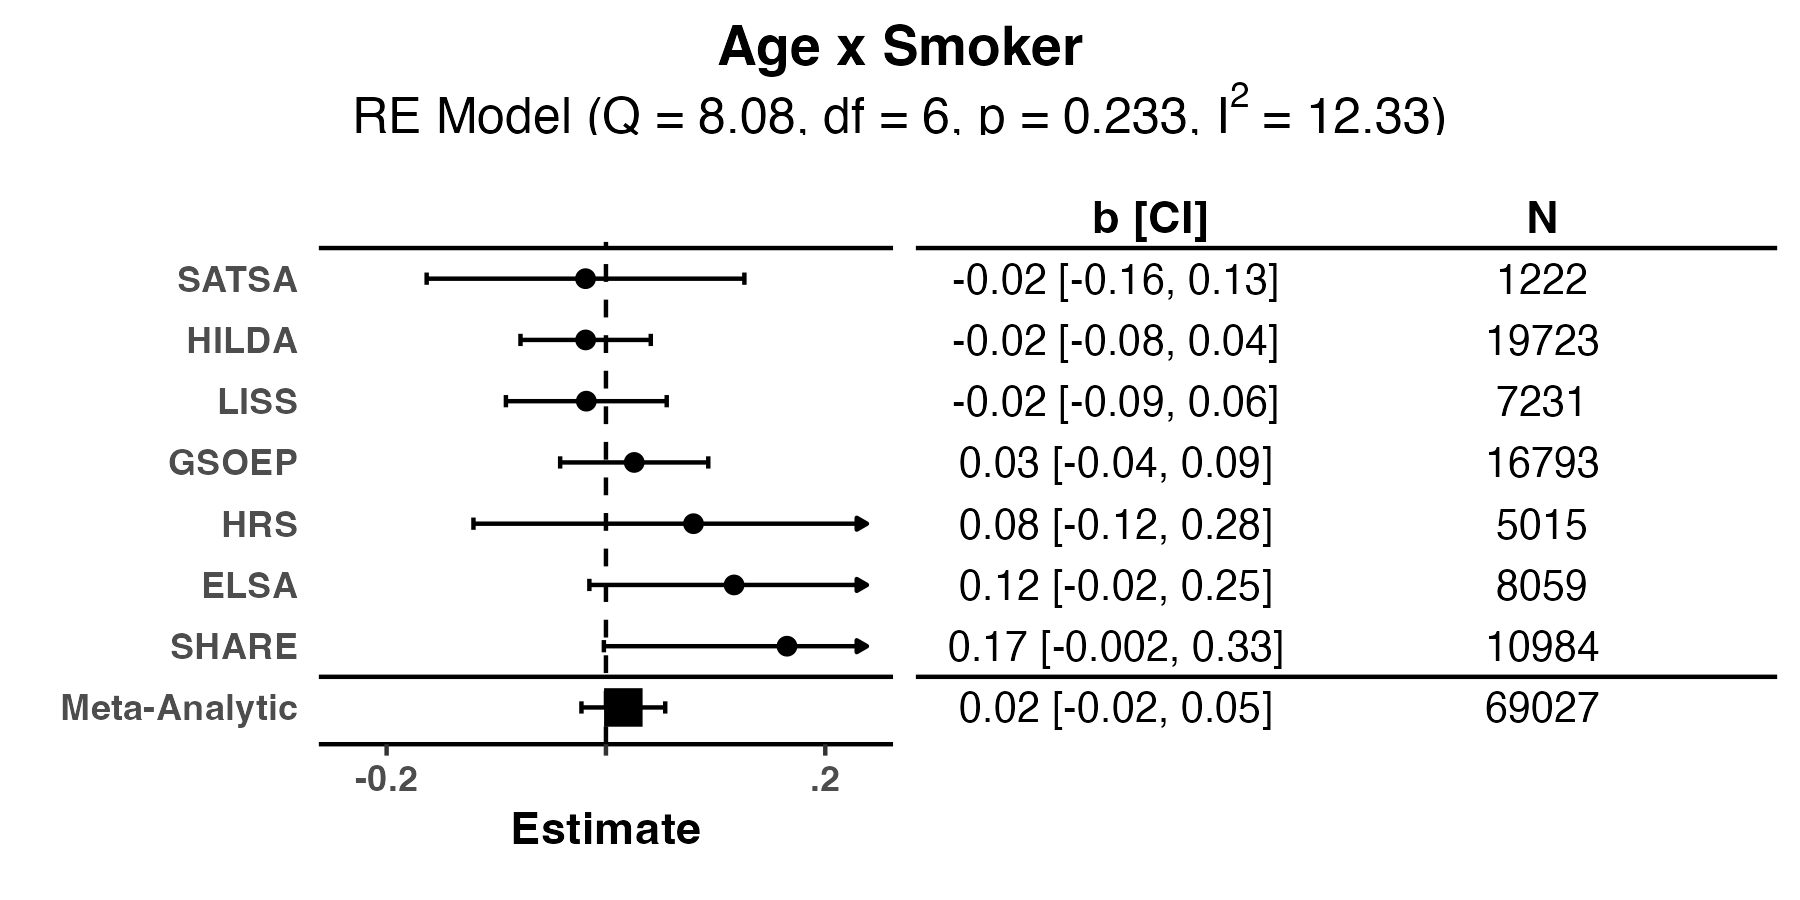 Age x Smoker
RE Model (Q = 8.08, df = 6, p = 0.233, I² = 12.33)
b [CI] N
SATSA -0.02 [-0.16, 0.13] 1222
HILDA -0.02 [-0.08, 0.04] 19723
LISS -0.02 [-0.09, 0.06] 7231
GSOEP 0.03 [-0.04, 0.09] 16793
HRS 0.08 [-0.12, 0.28] 5015
ELSA 0.12 [-0.02, 0.25] 8059
SHARE 0.17 [-0.002, 0.33] 10984
Meta-Analytic 0.02 [-0.02, 0.05] 69027
-0.2 .2
Estimate